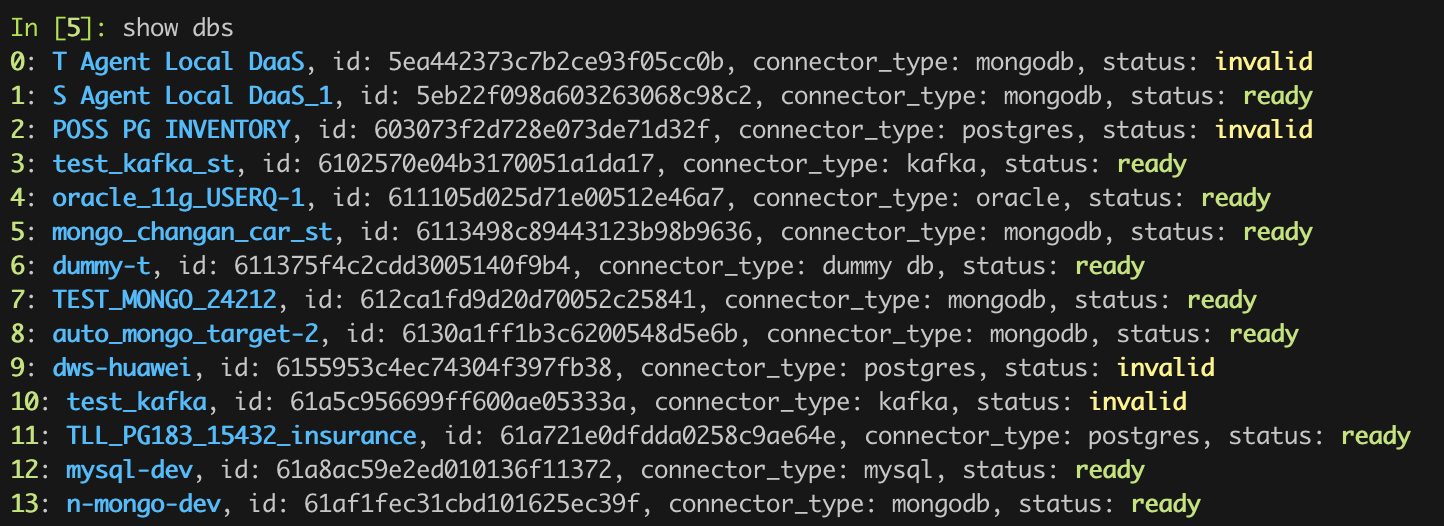 In [5]: show dbs
0: T Agent Local DaaS, id: 5ea442373c7b2ce93f05cc0b, connector_type: mongodb, status: invalid
1: S Agent Local DaaS_1, id: 5eb22f098a603263068c98c2, connector_type: mongodb, status: ready
2: POSS PG INVENTORY, id: 603073f2d728e073de71d32f, connector_type: postgres, status: invalid
3: test_kafka_st, id: 6102570e04b3170051a1da17, connector_type: kafka, status: ready
4: oracle_11g_USERQ-1, id: 611105d025d71e00512e46a7, connector_type: oracle, status: ready
5: mongo_changan_car_st, id: 6113498c89443123b98b9636, connector_type: mongodb, status: ready
6: dummy-t, id: 611375f4c2cdd3005140f9b4, connector_type: dummy db, status: ready
7: TEST_MONGO_24212, id: 612ca1fd9d20d70052c25841, connector_type: mongodb, status: ready
8: auto_mongo_target-2, id: 6130a1ff1b3c6200548d5e6b, connector_type: mongodb, status: ready
9: dws-huawei, id: 6155953c4ec74304f397fb38, connector_type: postgres, status: invalid
10: test_kafka, id: 61a5c956699ff600ae05333a, connector_type: kafka, status: invalid
11: TLL_PG183_15432_insurance, id: 61a721e0dfdda0258c9ae64e, connector_type: postgres, status: ready
12: mysql-dev, id: 61a8ac59e2ed010136f11372, connector_type: mysql, status: ready
13: n-mongo-dev, id: 61af1fec31cbd101625ec39f, connector_type: mongodb, status: ready